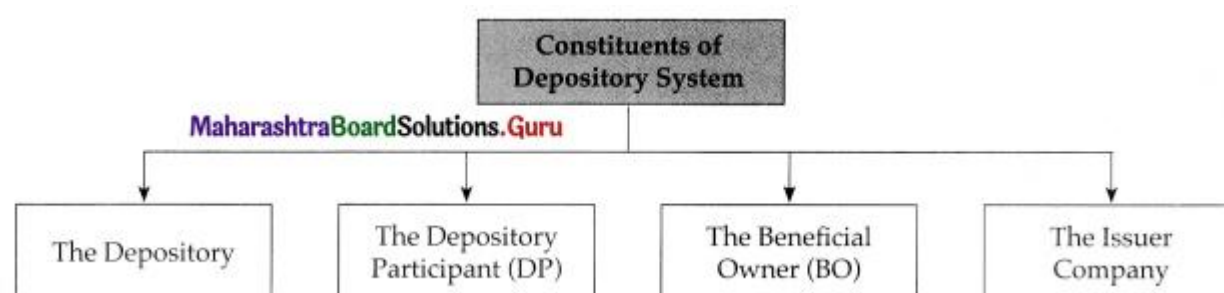 Constituents of
Depository System
MaharashtraBoardSolutions.Guru
The Depository
The Depository
Participant (DP)
The Beneficial
Owner (BO)
The Issuer
Company